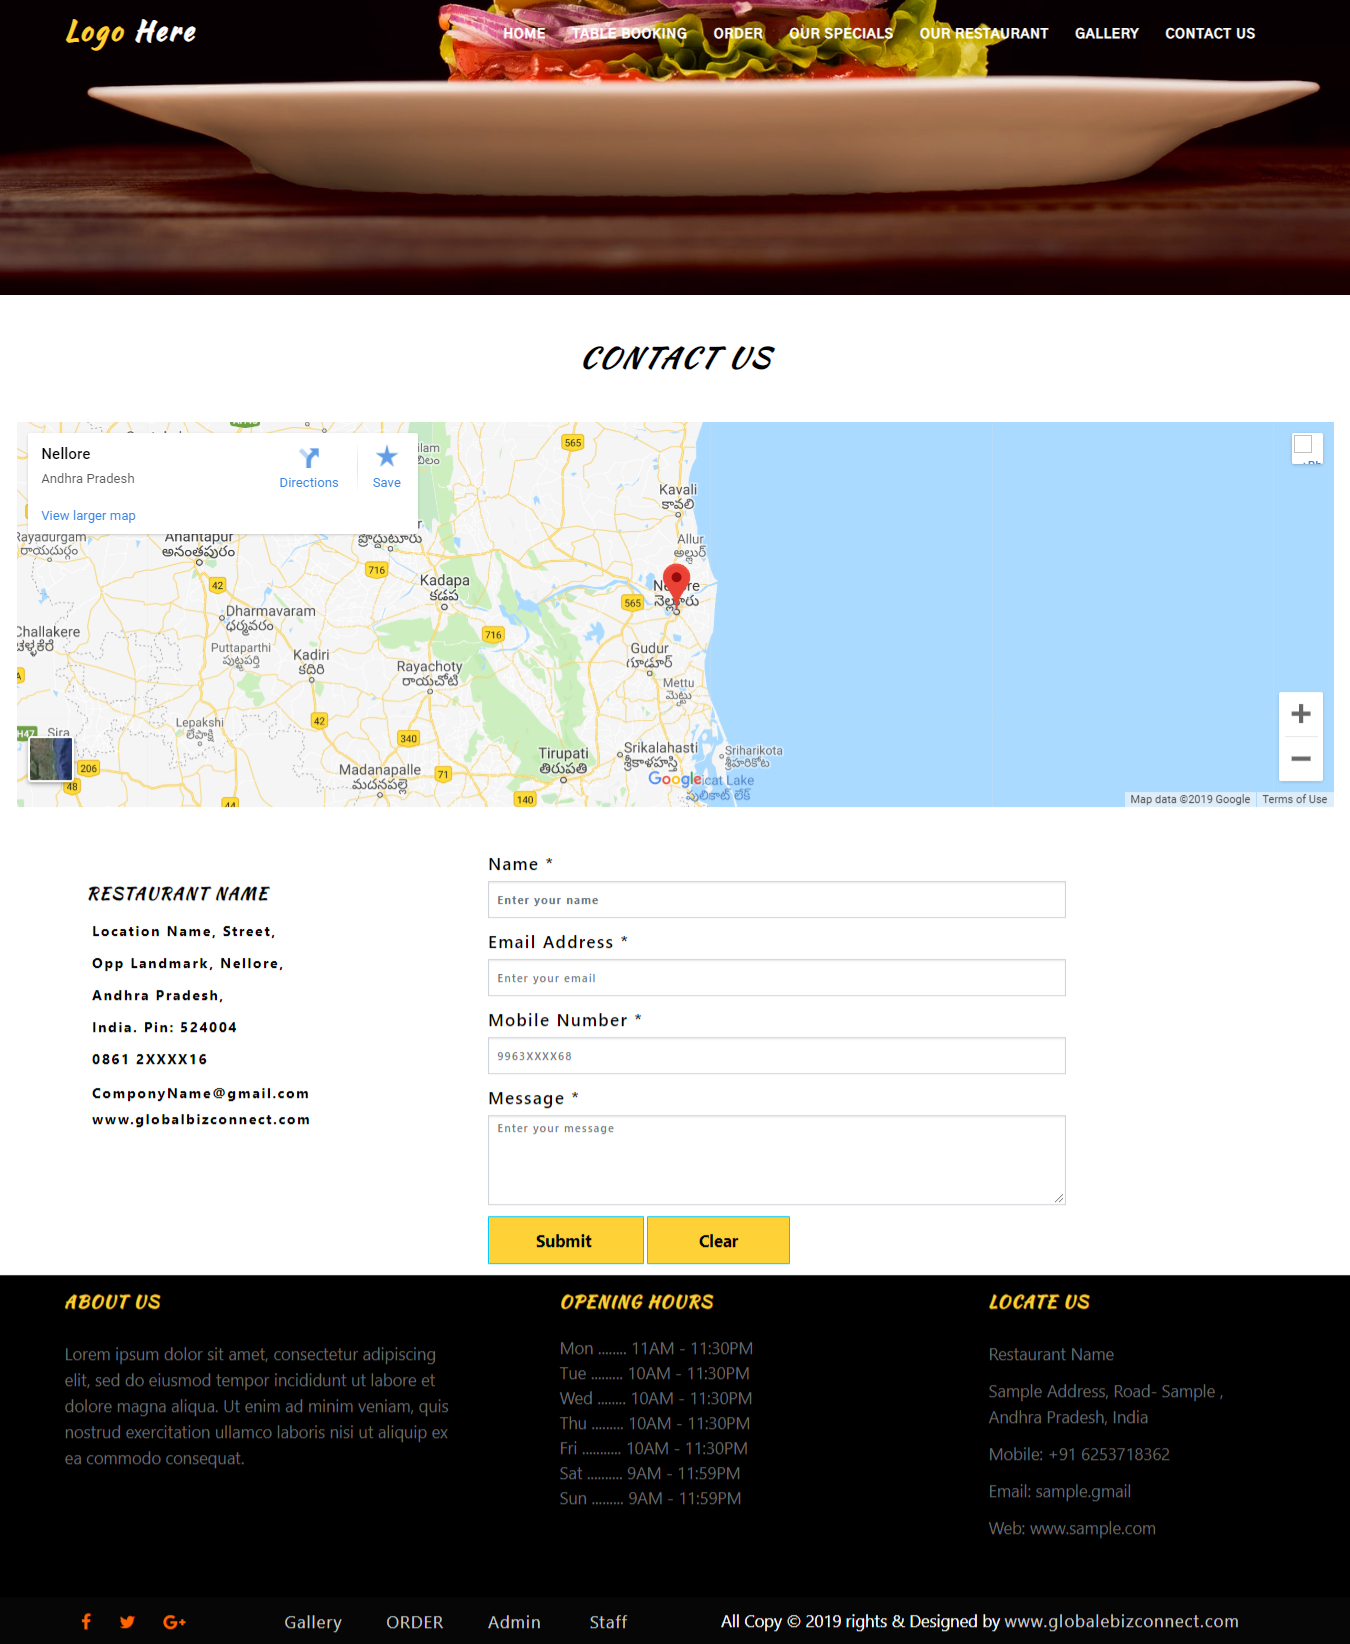 Logo Here
HOME TABLE BOOKING ORDER OUR SPECIALS OUR RESTAURANT GALLERY CONTACT US
CONTACT US
Nellore
Andhra Pradesh
Directions
Save
View larger map
565
Kavali
కావలి
Rayadurgam
రాయదుర్గం
Anantapur
అనంతపురం
ప్రొద్దుటూరు
Allur
అల్లుర్
716
Kadapa
కడప
42
565
Nellore
నెల్లూరు
Dharmavaram
ధర్మవరం
Challakere
ಚಳ್ಳಕೆರೆ
716
Puttaparthi
పుట్టపర్తి
Kadiri
కదిరి
Gudur
గూడూర్
Rayachoty
రాయచోటి
Mettu
మెట్టు
Lepakshi
లేపాక్షి
42
Sira
340
Tirupati
తిరుపతి
Srikalahasti
శ్రీకాళహస్తి
Sriharikota
శ్రీహరికోట
206
Madanapalle
మదనపల్లె
71
Google
cat Lake
పులికాట్ లేక్
48
44
140
Map data ©2019 Google Terms of Use
RESTAURANT NAME
Location Name, Street,
Opp Landmark, Nellore,
Andhra Pradesh,
India. Pin: 524004
0861 2XXXX16
ComponyName@gmail.com
www.globalbizconnect.com
Name *
Enter your name
Email Address *
Enter your email
Mobile Number *
9963XXXX68
Message *
Enter your message
Submit Clear
ABOUT US
Lorem ipsum dolor sit amet, consectetur adipiscing
elit, sed do eiusmod tempor incididunt ut labore et
dolore magna aliqua. Ut enim ad minim veniam, quis
nostrud exercitation ullamco laboris nisi ut aliquip ex
ea commodo consequat.
OPENING HOURS
Mon ........ 11AM - 11:30PM
Tue ......... 10AM - 11:30PM
Wed ........ 10AM - 11:30PM
Thu ......... 10AM - 11:30PM
Fri ........... 10AM - 11:30PM
Sat .......... 9AM - 11:59PM
Sun ......... 9AM - 11:59PM
LOCATE US
Restaurant Name
Sample Address, Road- Sample ,
Andhra Pradesh, India
Mobile: +91 6253718362
Email: sample.gmail
Web: www.sample.com
Gallery ORDER Admin Staff
All Copy © 2019 rights & Designed by www.globalebizconnect.com